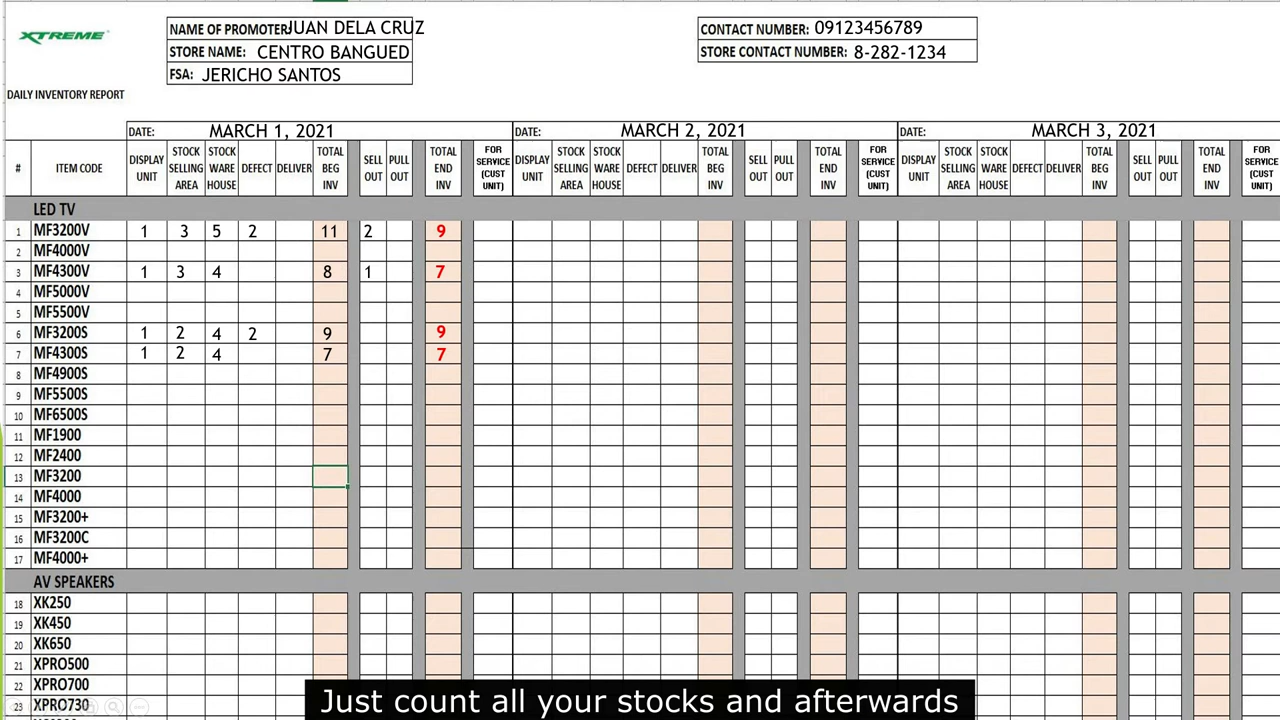 XTREME
NAME OF PROMOTER: JUAN DELA CRUZ
STORE NAME: CENTRO BANGUED
FSA: JERICHO SANTOS
CONTACT NUMBER: 09123456789
STORE CONTACT NUMBER: 8-282-1234
DAILY INVENTORY REPORT
DATE: MARCH 1, 2021 DATE: MARCH 2, 2021 DATE: MARCH 3, 2021
# ITEM CODE DISPLAY UNIT STOCK SELLING AREA STOCK WARE HOUSE DEFECT DELIVER TOTAL BEG INV SELL OUT PULL OUT TOTAL END INV FOR SERVICE (CUST UNIT) DISPLAY UNIT STOCK SELLING AREA STOCK WARE HOUSE DEFECT DELIVER TOTAL BEG INV SELL OUT PULL OUT TOTAL END INV FOR SERVICE (CUST UNIT) DISPLAY UNIT STOCK SELLING AREA STOCK WARE HOUSE DEFECT DELIVER TOTAL BEG INV SELL OUT PULL OUT TOTAL END INV FOR SERVICE (CUST UNIT)
LED TV
1 MF3200V 1 3 5 2 11 2 9
2 MF4000V
3 MF4300V 1 3 4 8 1 7
4 MF5000V
5 MF5500V
6 MF3200S 1 2 4 2 9 9
7 MF4300S 1 2 4 7 7
8 MF4900S
9 MF5500S
10 MF6500S
11 MF1900
12 MF2400
13 MF3200
14 MF4000
15 MF3200+
16 MF3200C
17 MF4000+
AV SPEAKERS
18 XK250
19 XK450
20 XK650
21 XPRO500
22 XPRO700
23 XPRO730
Just count all your stocks and afterwards